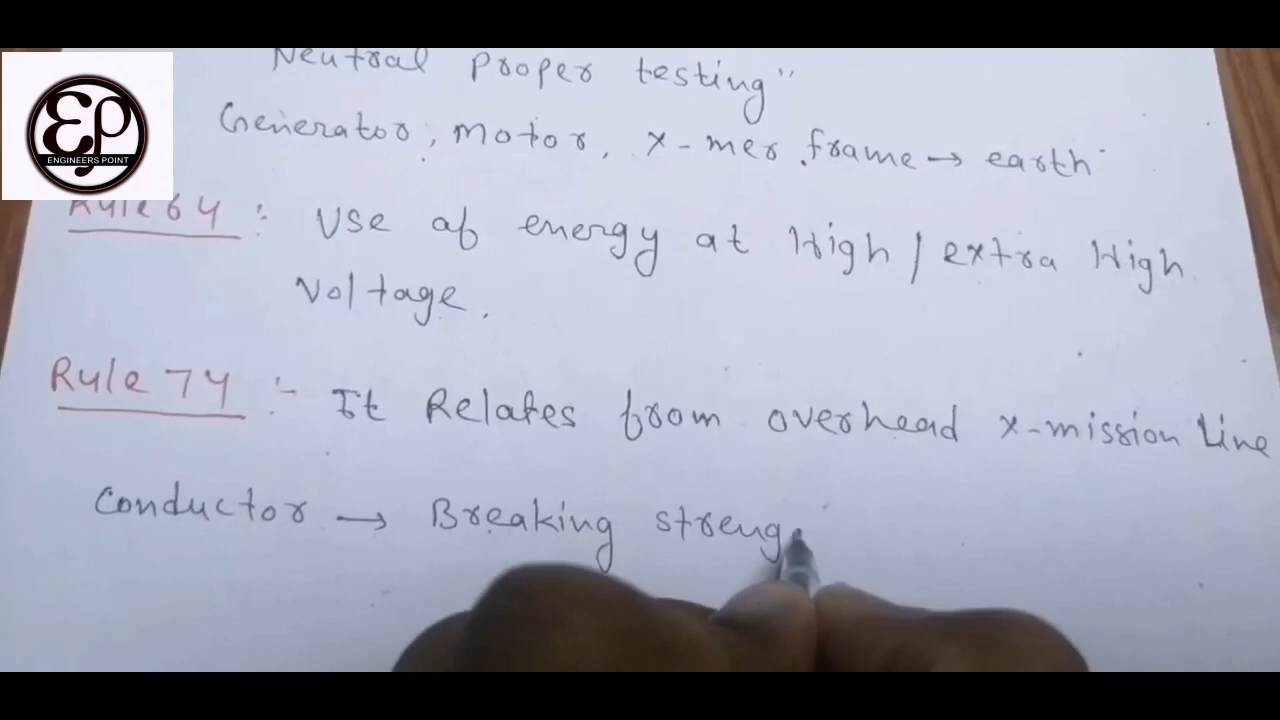 Neutral proper testing"
Generator, motor, x-mer frame → earth
EP
ENGINEERS POINT
Rule 64 :- Use of energy at High / extra High
Voltage.
Rule 74 :- It Relates from overhead x-mission Line
Conductor → Breaking streng